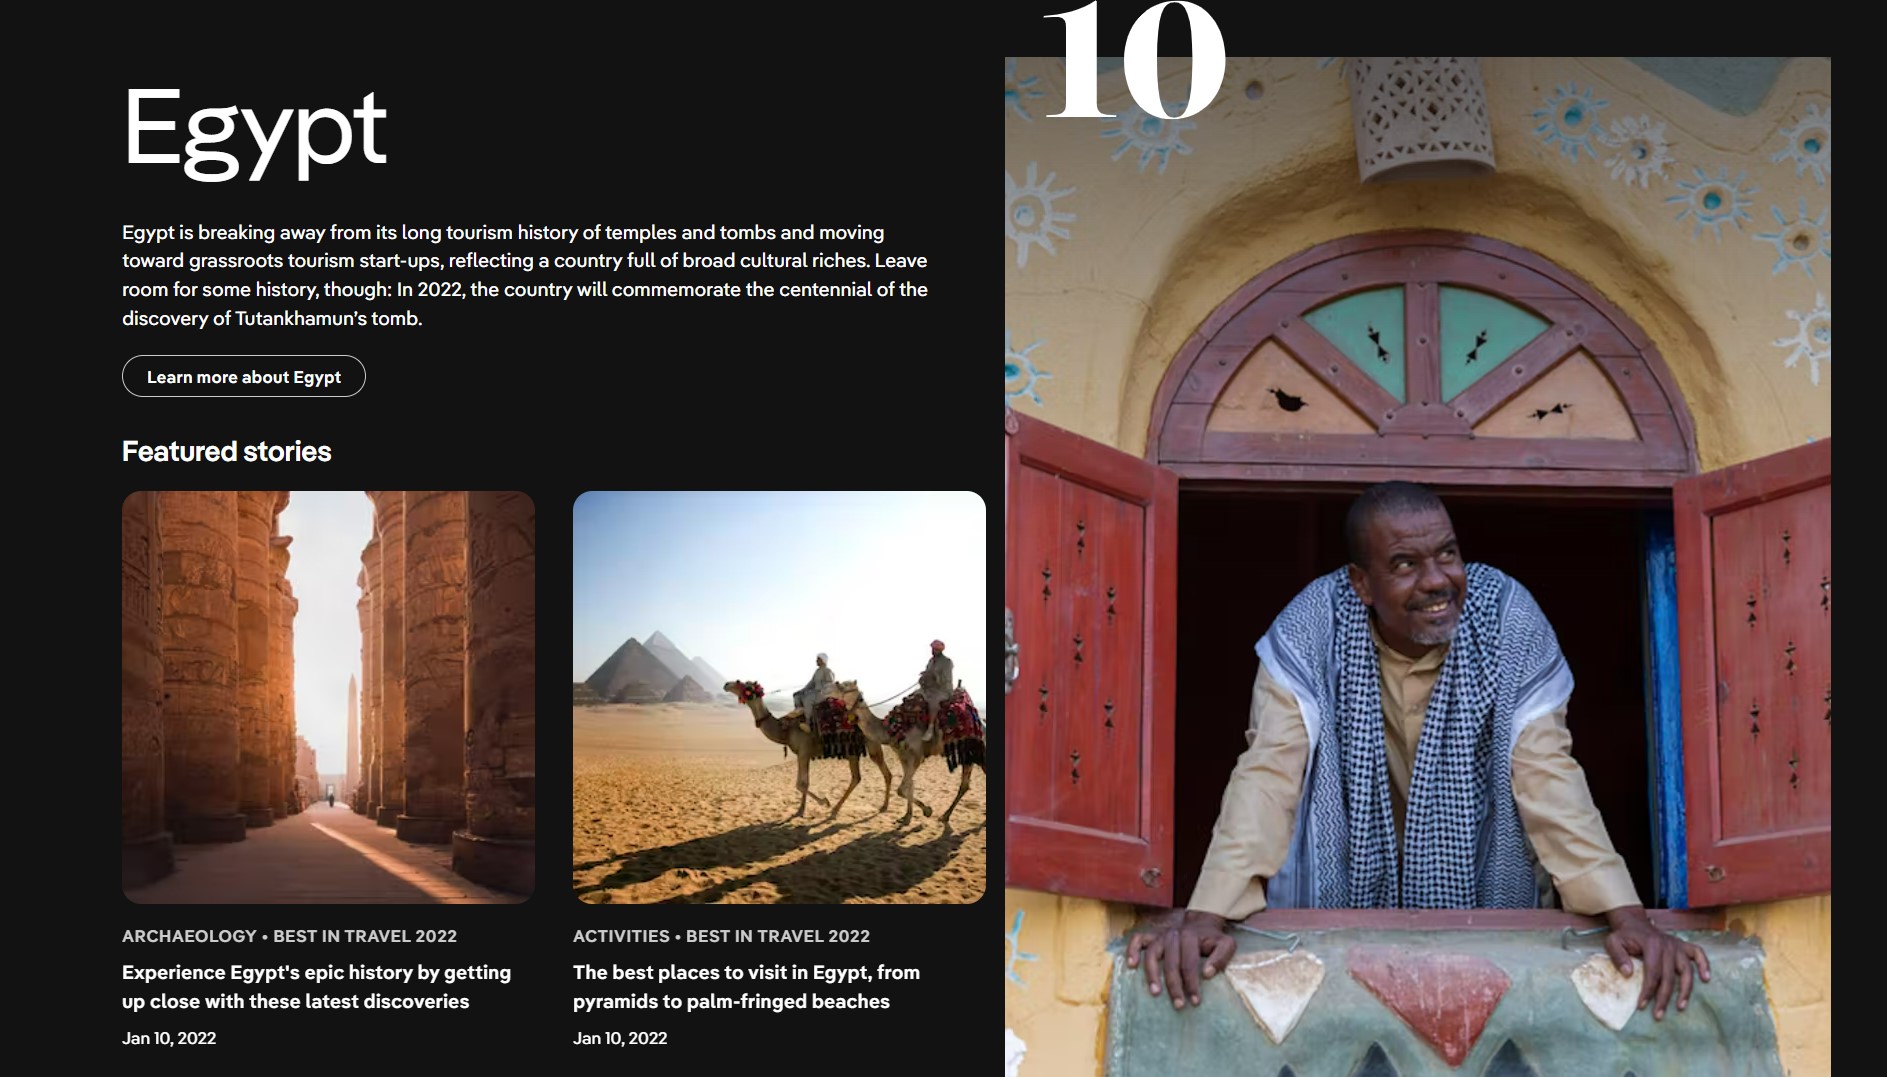 10
Egypt
Egypt is breaking away from its long tourism history of temples and tombs and moving
toward grassroots tourism start-ups, reflecting a country full of broad cultural riches. Leave
room for some history, though: In 2022, the country will commemorate the centennial of the
discovery of Tutankhamun’s tomb.
Learn more about Egypt
Featured stories
ARCHAEOLOGY • BEST IN TRAVEL 2022
Experience Egypt's epic history by getting
up close with these latest discoveries
Jan 10, 2022
ACTIVITIES • BEST IN TRAVEL 2022
The best places to visit in Egypt, from
pyramids to palm-fringed beaches
Jan 10, 2022